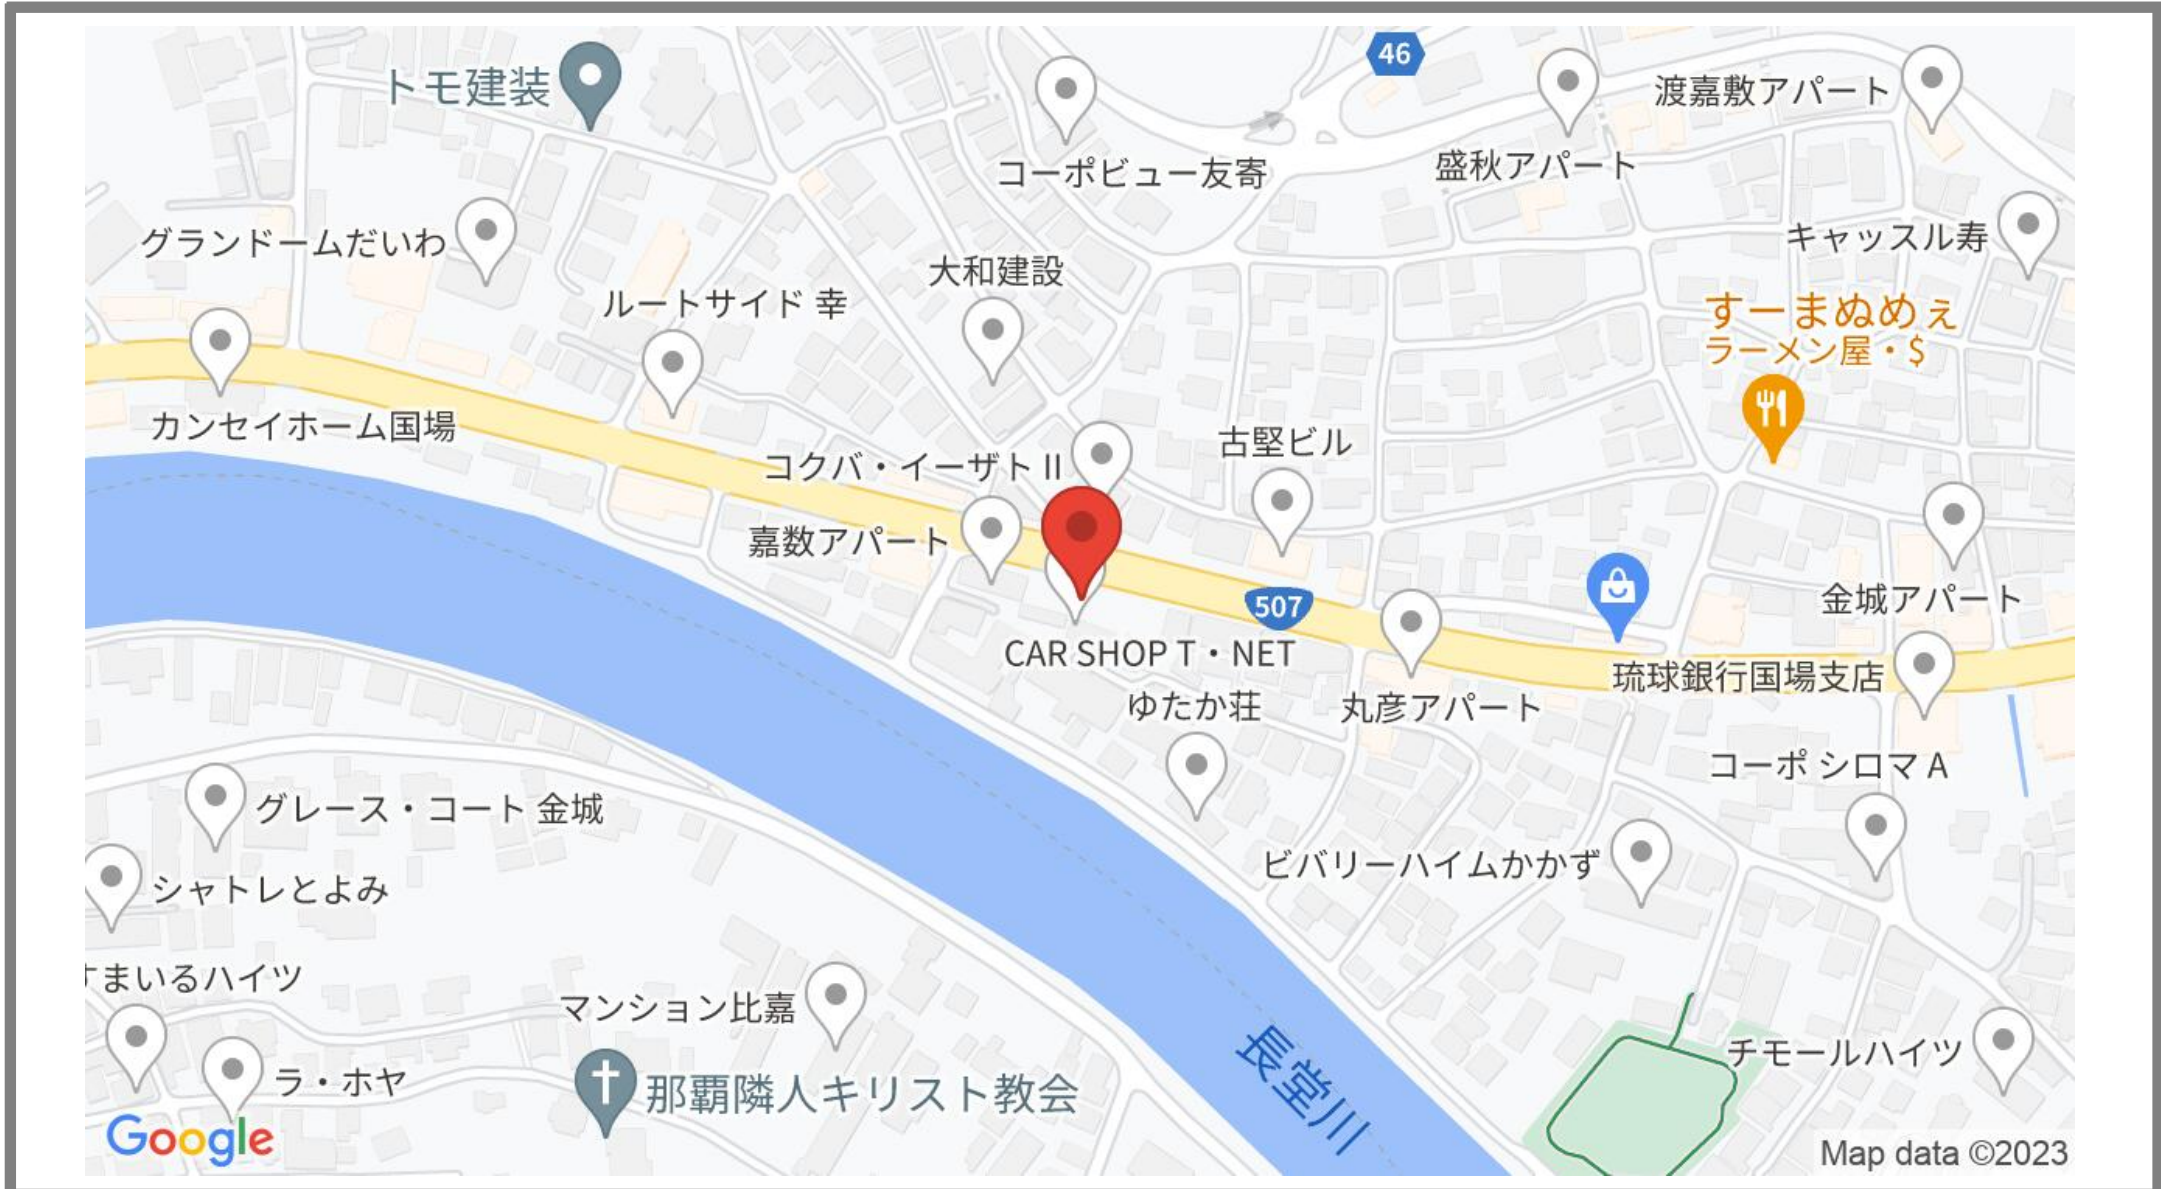 46
トモ建装
渡嘉敷アパート
コーポビュー友寄
盛秋アパート
グランドームだいわ
キャッスル寿
大和建設
ルートサイド 幸
すーまぬめぇ
ラーメン屋・$
カンセイホーム国場
古堅ビル
コクバ・イーザトⅡ
嘉数アパート
507
金城アパート
CAR SHOP T・NET
琉球銀行国場支店
ゆたか荘
丸彦アパート
コーポ シロマ A
グレース・コート 金城
ビバリーハイムかかず
シャトレとよみ
すまいるハイツ
マンション比嘉
長堂川
チモールハイツ
ラ・ホヤ
那覇隣人キリスト教会
Google
Map data ©2023